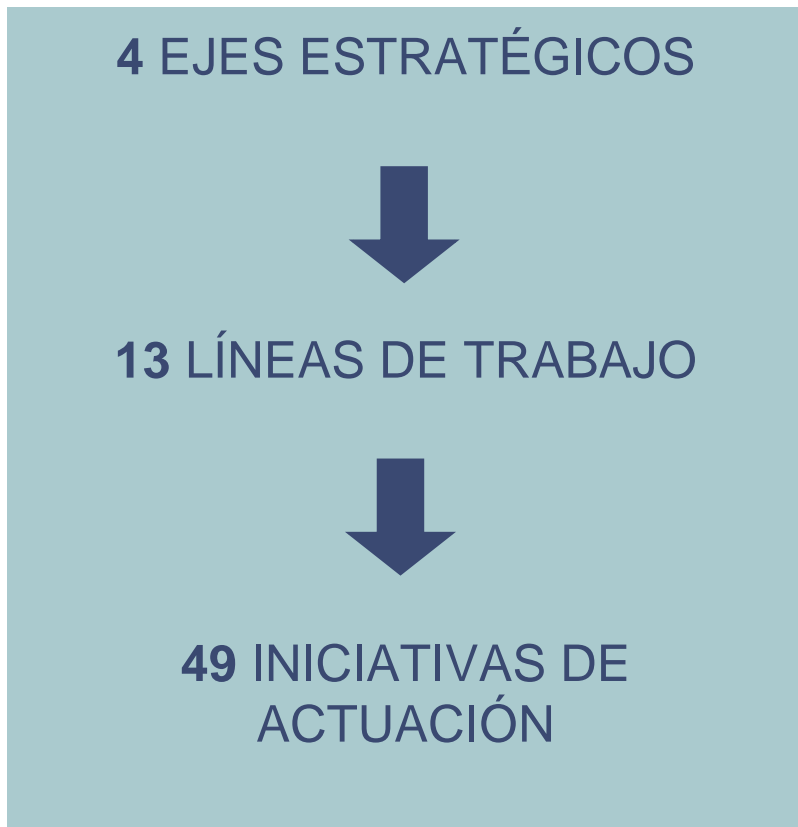 4 EJES ESTRATÉGICOS
13 LÍNEAS DE TRABAJO
49 INICIATIVAS DE
ACTUACIÓN